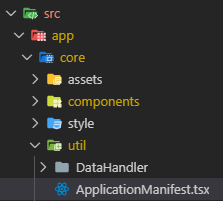 src
app
core
assets
components
style
util
DataHandler
ApplicationManifest.tsx